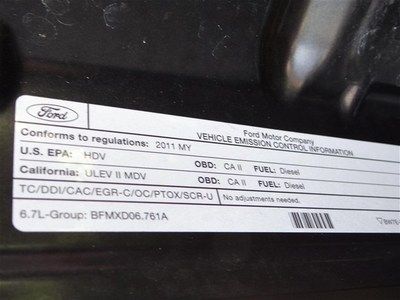 Ford
Ford Motor Company
VEHICLE EMISSION CONTROL INFORMATION
Conforms to regulations: 2011 MY
U.S. EPA: HDV OBD: CA II FUEL: Diesel
California: ULEV II MDV OBD: CA II FUEL: Diesel
TC/DDI/CAC/EGR-C/OC/PTOX/SCR-U No adjustments needed.
6.7L-Group: BFMXD06.761A